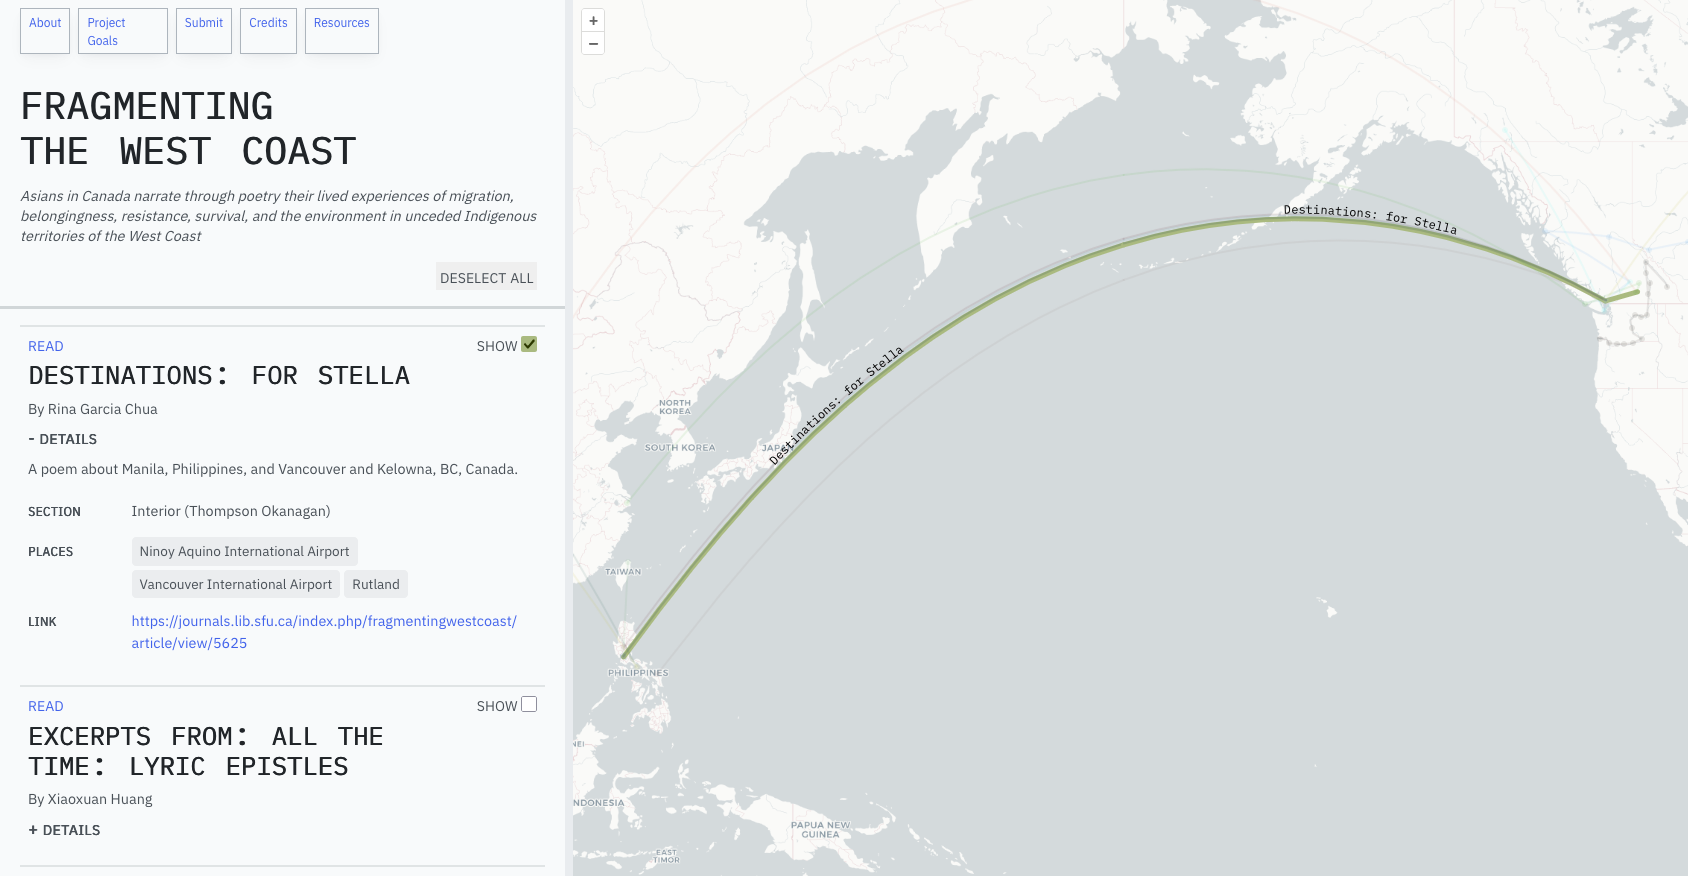 About
Project
Goals
Submit
Credits
Resources
FRAGMENTING
THE WEST COAST
Asians in Canada narrate through poetry their lived experiences of migration,
belongingness, resistance, survival, and the environment in unceded Indigenous
territories of the West Coast
DESELECT ALL
READ
SHOW
DESTINATIONS: FOR STELLA
By Rina Garcia Chua
- DETAILS
A poem about Manila, Philippines, and Vancouver and Kelowna, BC, Canada.
SECTION
Interior (Thompson Okanagan)
PLACES
Ninoy Aquino International Airport
Vancouver International Airport
Rutland
LINK
https://journals.lib.sfu.ca/index.php/fragmentingwestcoast/
article/view/5625
READ
SHOW
EXCERPTS FROM: ALL THE
TIME: LYRIC EPISTLES
By Xiaoxuan Huang
+ DETAILS
+
−
Destinations: for Stella
Destinations: for Stella
NORTH
KOREA
SOUTH KOREA
JAPA
TAIWAN
PHILIPPINES
NEI
NDONESIA
PAPUA NEW
GUINEA
EAST
TIMOR